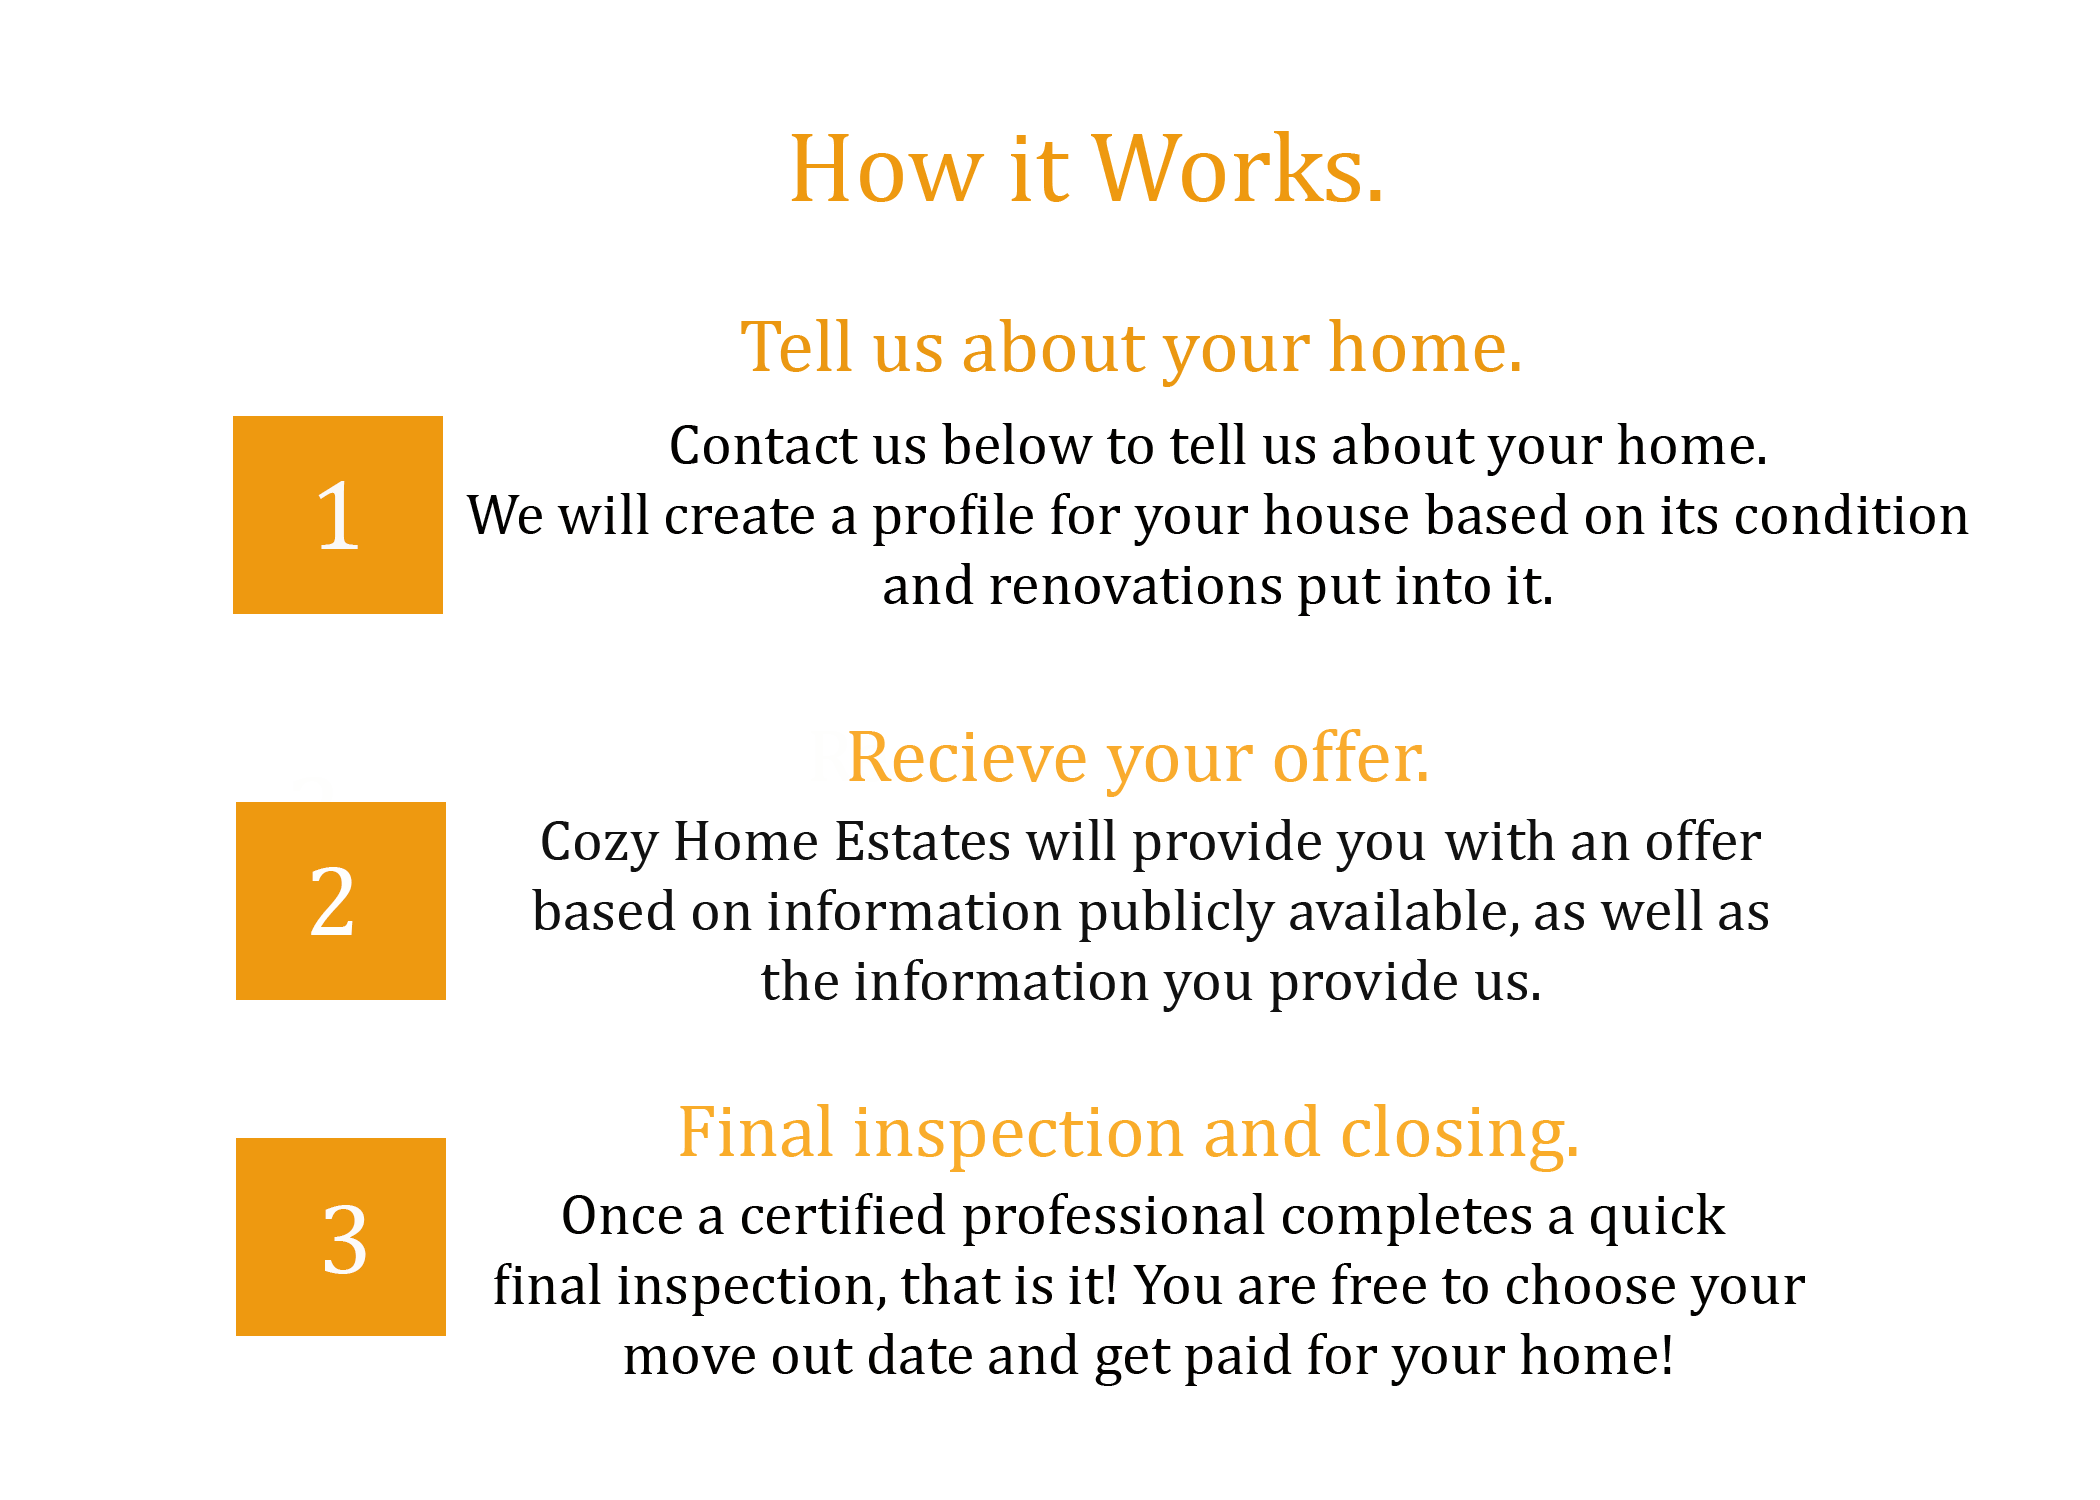 How it Works.
Tell us about your home.
1
Contact us below to tell us about your home.
We will create a profile for your house based on its condition
and renovations put into it.
Recieve your offer.
2
Cozy Home Estates will provide you with an offer
based on information publicly available, as well as
the information you provide us.
Final inspection and closing.
3
Once a certified professional completes a quick
final inspection, that is it! You are free to choose your
move out date and get paid for your home!